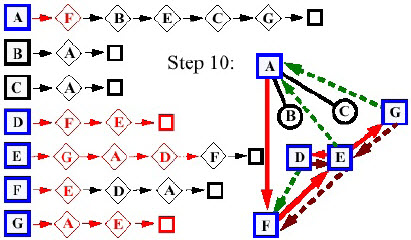 A F B E C G
B A
C A
Step 10:
D F E
E G A D F
F E D A
G A E
A
B
C
G
D E
F